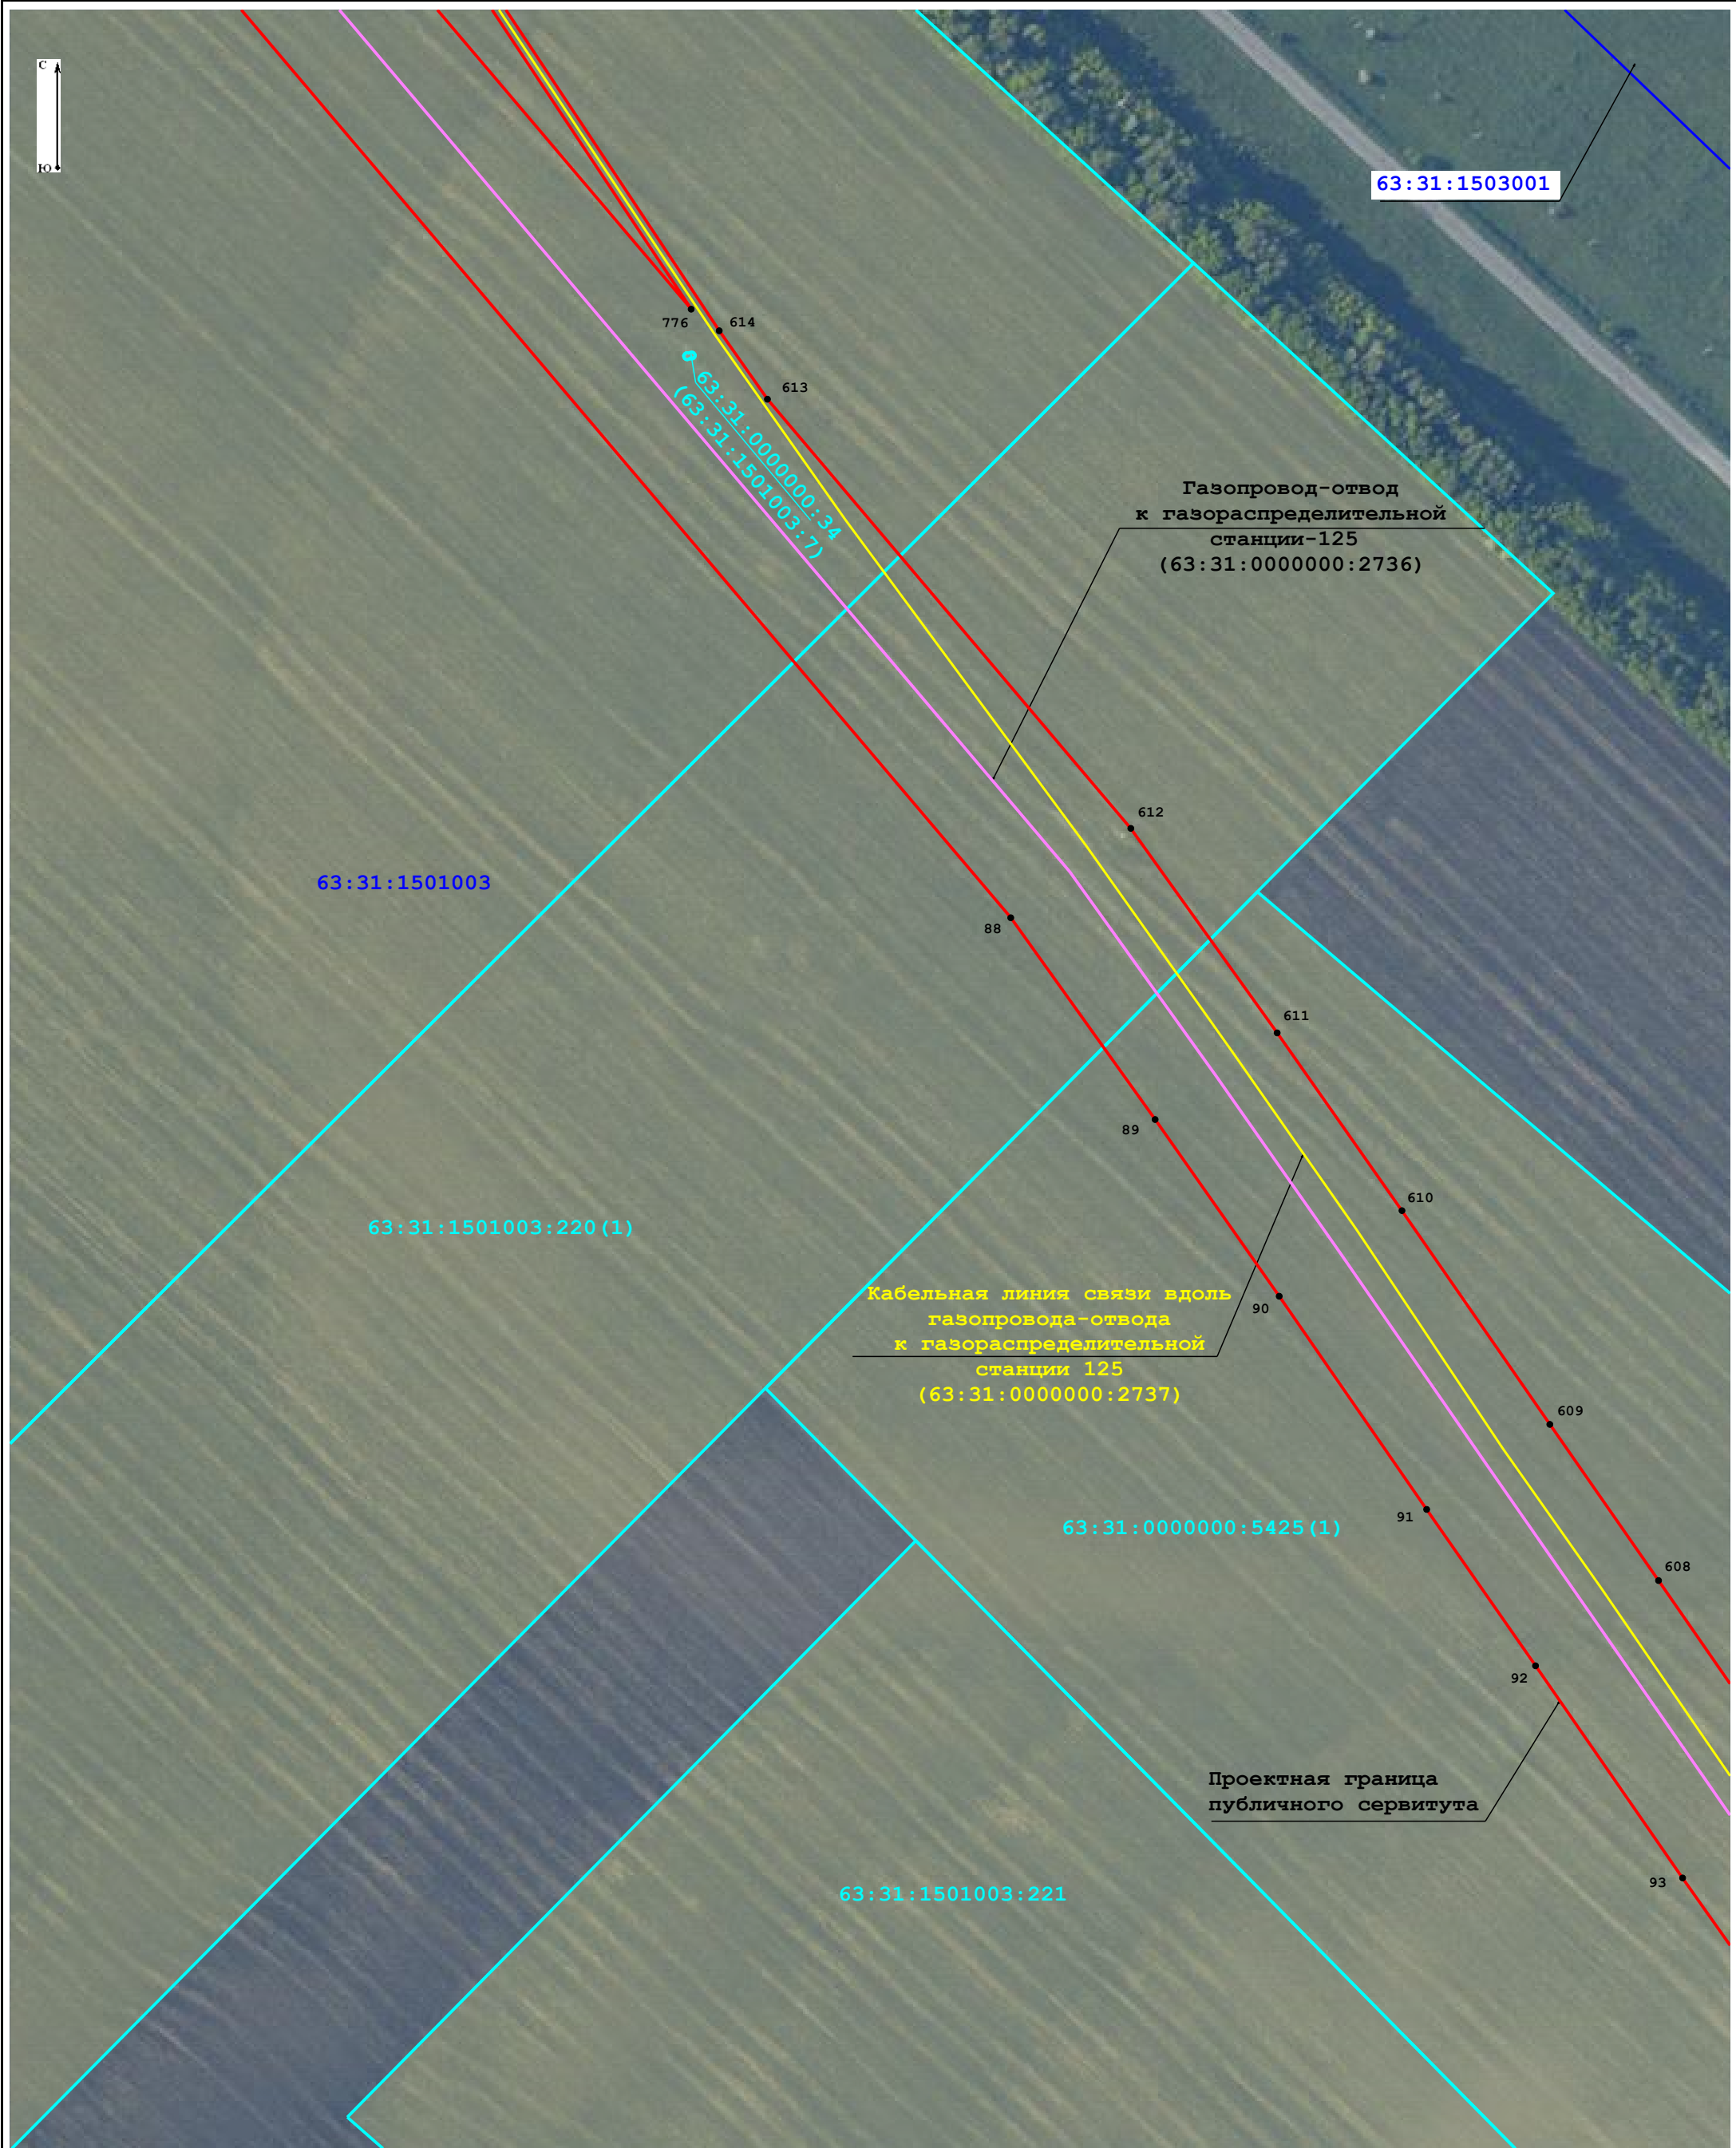 С
Ю
63:31:1503001
776
614
613
63:31:0000000:34
(63:31:1501003:7)
Газопровод-отвод
к газораспределительной
станции-125
(63:31:0000000:2736)
612
63:31:1501003
88
611
89
610
63:31:1501003:220(1)
Кабельная линия связи вдоль
газопровода-отвода
к газораспределительной
станции 125
(63:31:0000000:2737)
90
609
91
63:31:0000000:5425(1)
608
92
Проектная граница
публичного сервитута
93
63:31:1501003:221